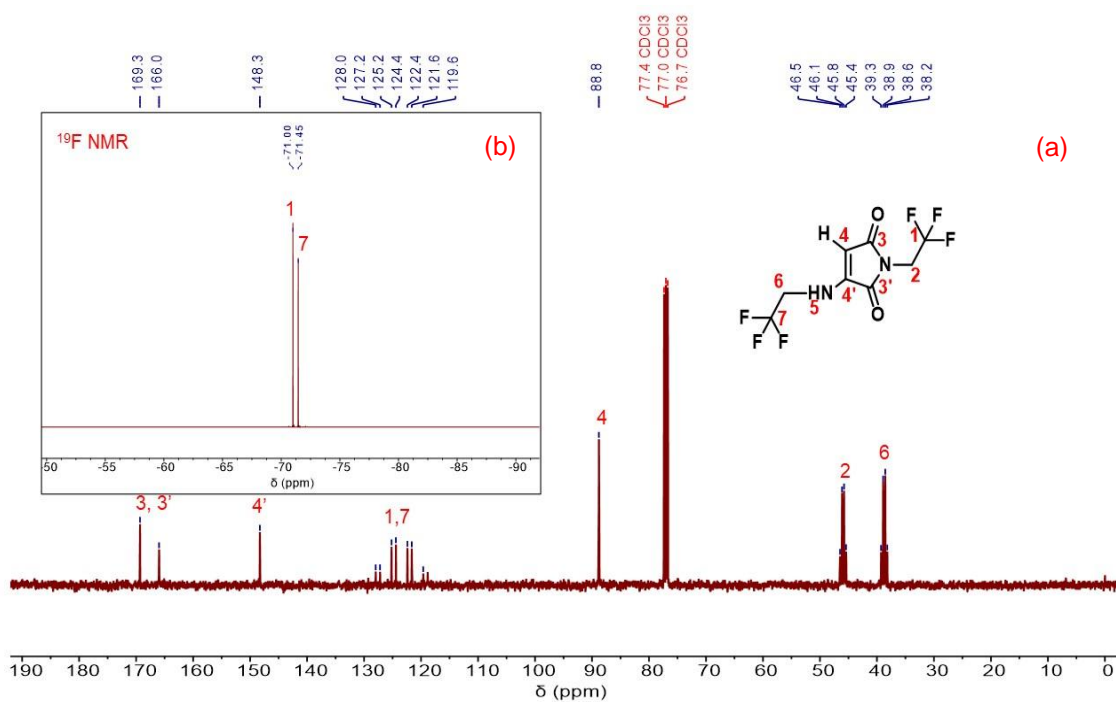 169.3
166.0
148.3
128.0
127.2
125.2
124.4
122.4
121.6
119.6
88.8
77.4 CDCl3
77.0 CDCl3
76.7 CDCl3
46.5
46.1
45.8
45.4
39.3
38.9
38.6
38.2
¹⁹F NMR
-71.00
-71.45
(b)
(a)
1
7
-50 -55 -60 -65 -70 -75 -80 -85 -90
δ (ppm)
O F F
H 4 3 1 F
6 N 2
HN 4' 3'
5
F 7 O
F F
3, 3’
4’
1,7
4
2
6
190 180 170 160 150 140 130 120 110 100 90 80 70 60 50 40 30 20 10 0
δ (ppm)